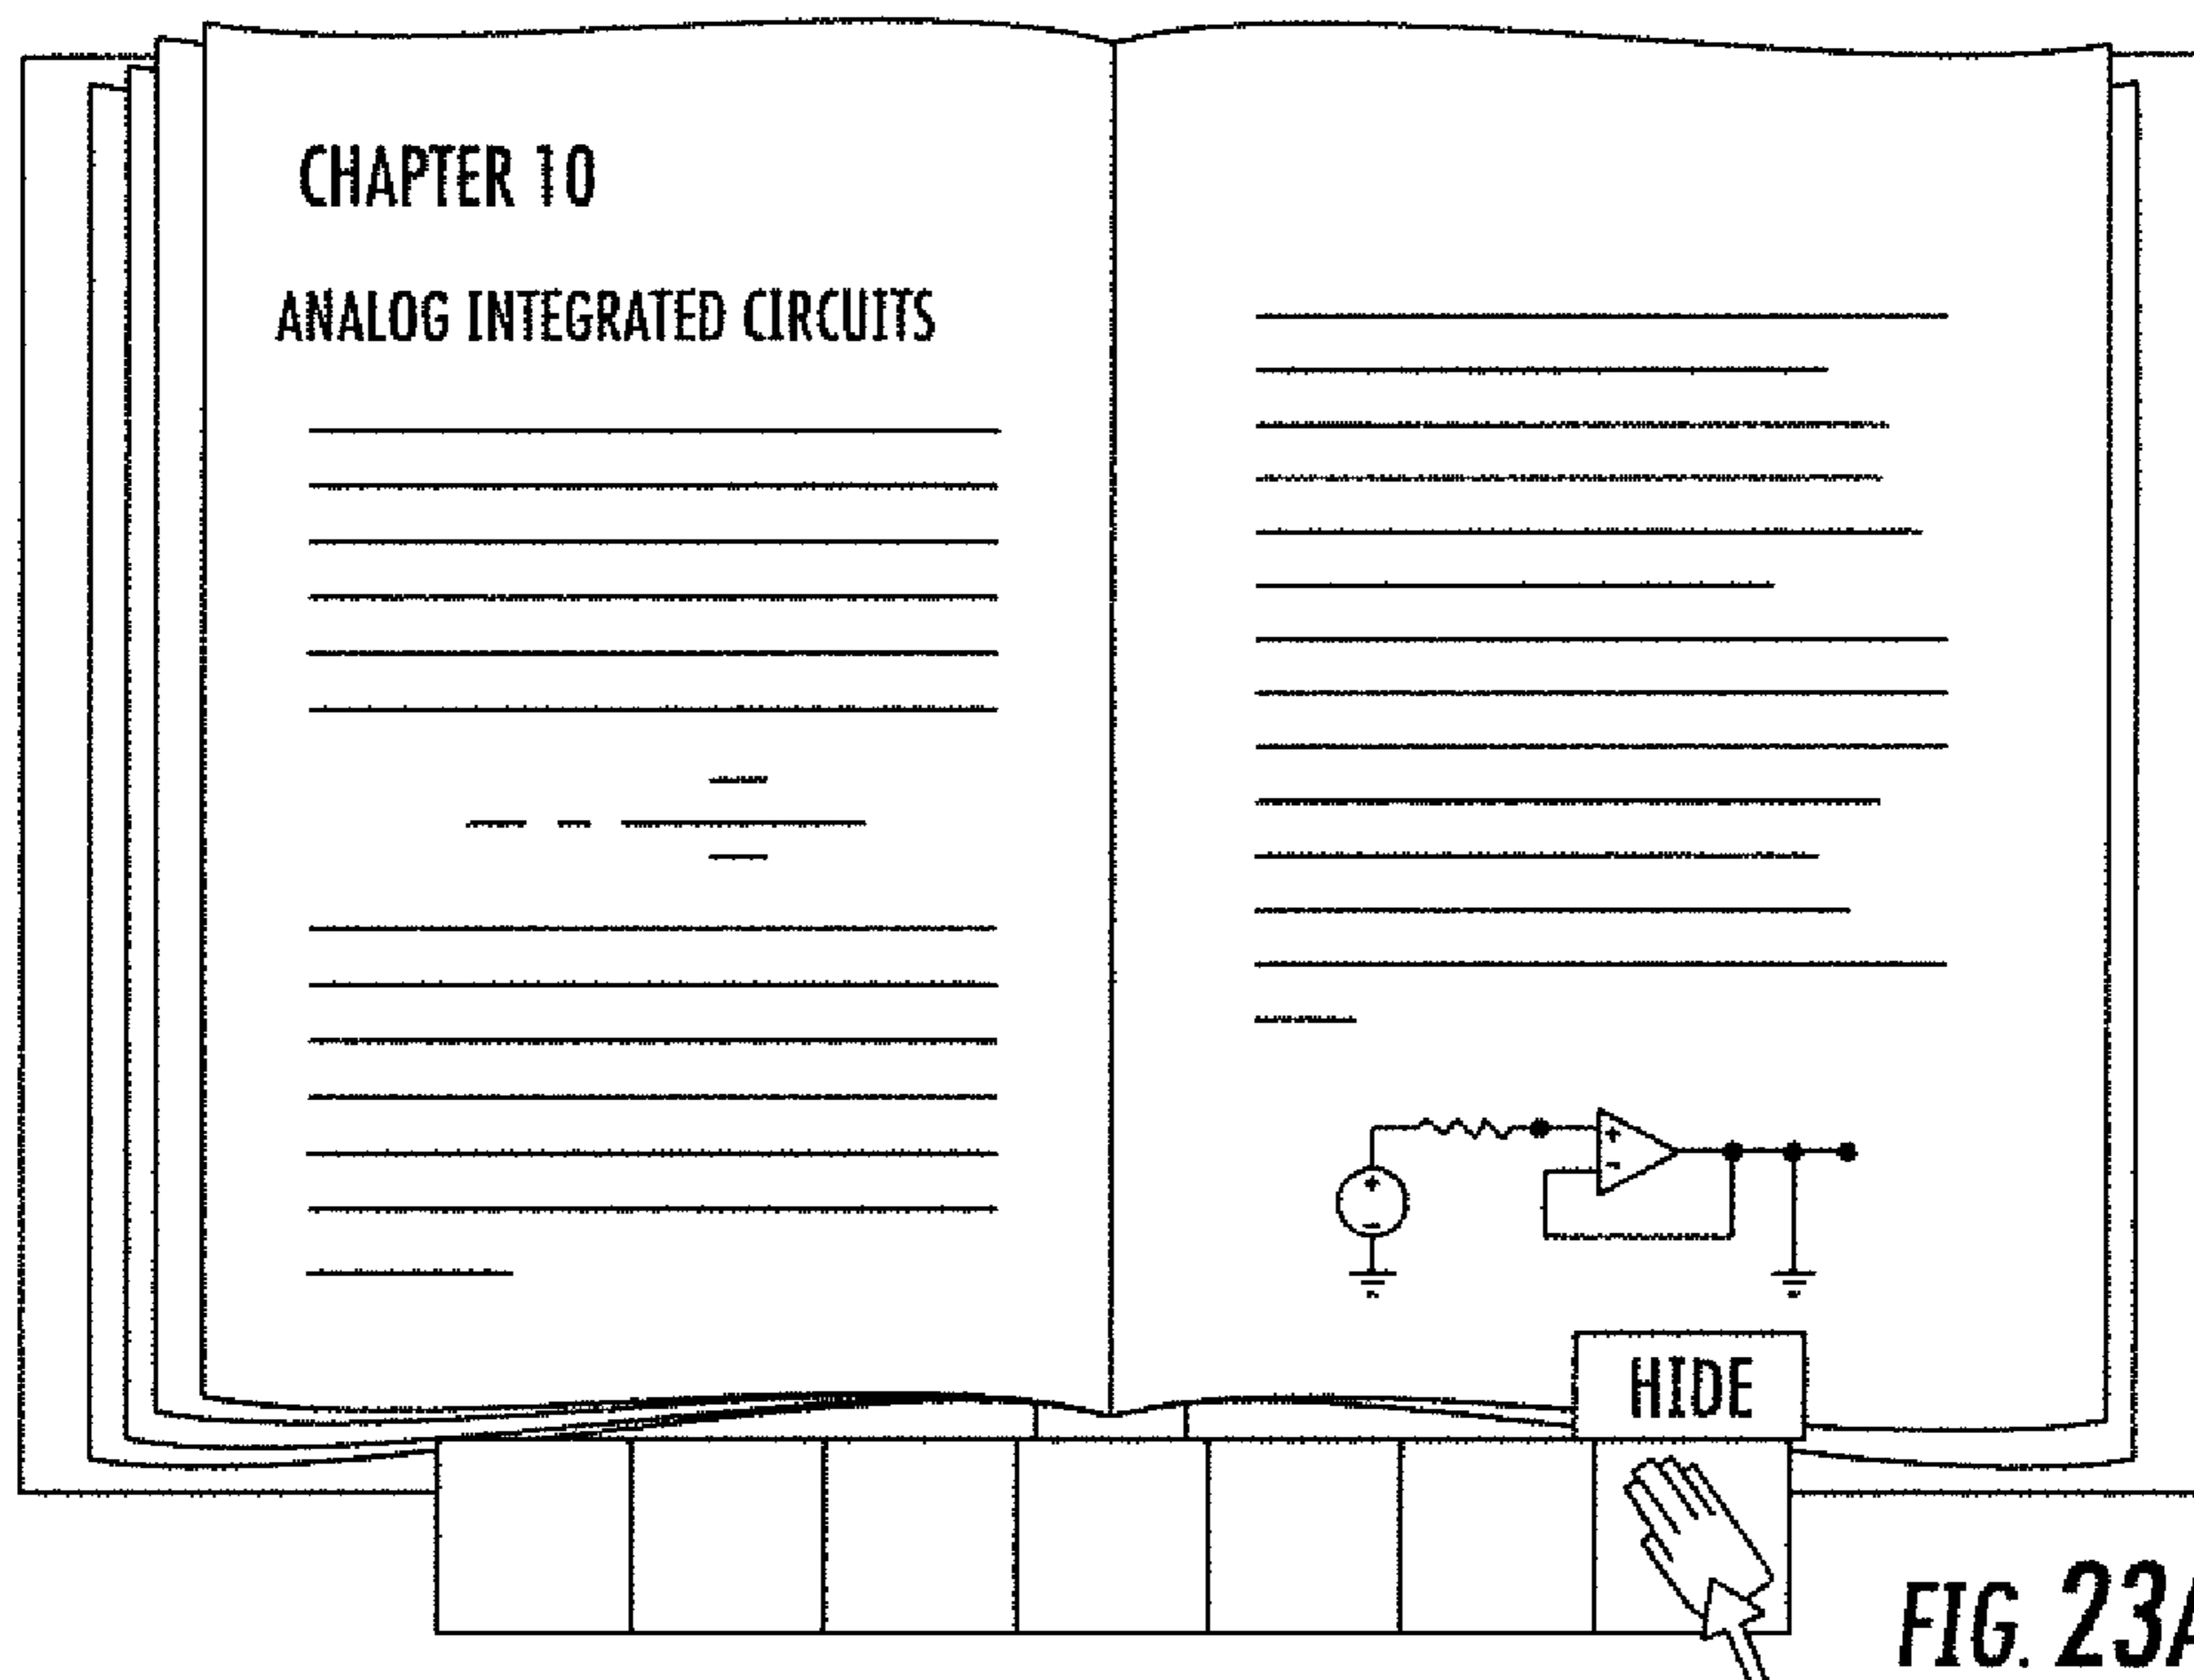 CHAPTER 10
ANALOG INTEGRATED CIRCUITS
+
-
+
-
HIDE
FIG. 23A